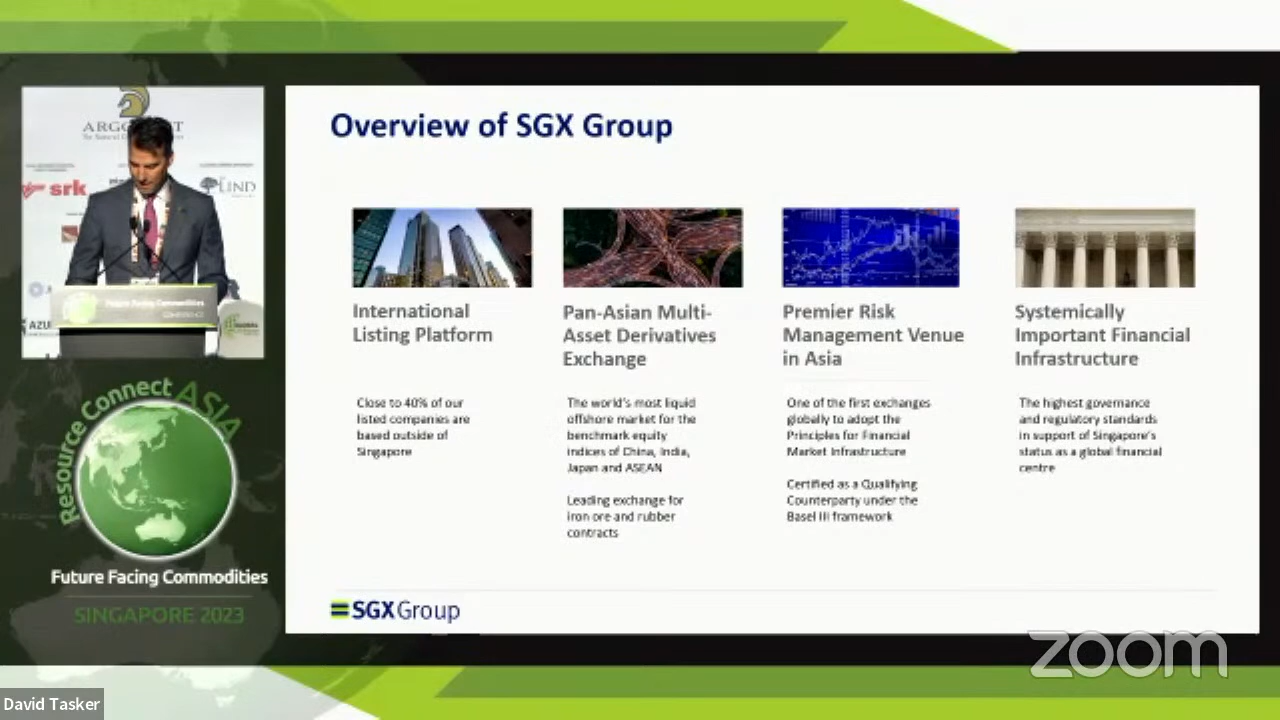 Overview of SGX Group
International
Listing Platform
Close to 40% of our
listed companies are
based outside of
Singapore
Pan-Asian Multi-
Asset Derivatives
Exchange
The world's most liquid
offshore market for the
benchmark equity
indices of China, India,
Japan and ASEAN
Leading exchange for
iron ore and rubber
contracts
Premier Risk
Management Venue
in Asia
One of the first exchanges
globally to adopt the
Principles for Financial
Market Infrastructure
Certified as a Qualifying
Counterparty under the
Basel III framework
Systemically
Important Financial
Infrastructure
The highest governance
and regulatory standards
in support of Singapore's
status as a global financial
centre
SGX Group
srk
LIND
Future Facing Commodities
CONFERENCE
Resource Connect ASIA
Future Facing Commodities
SINGAPORE 2023
zoom
David Tasker